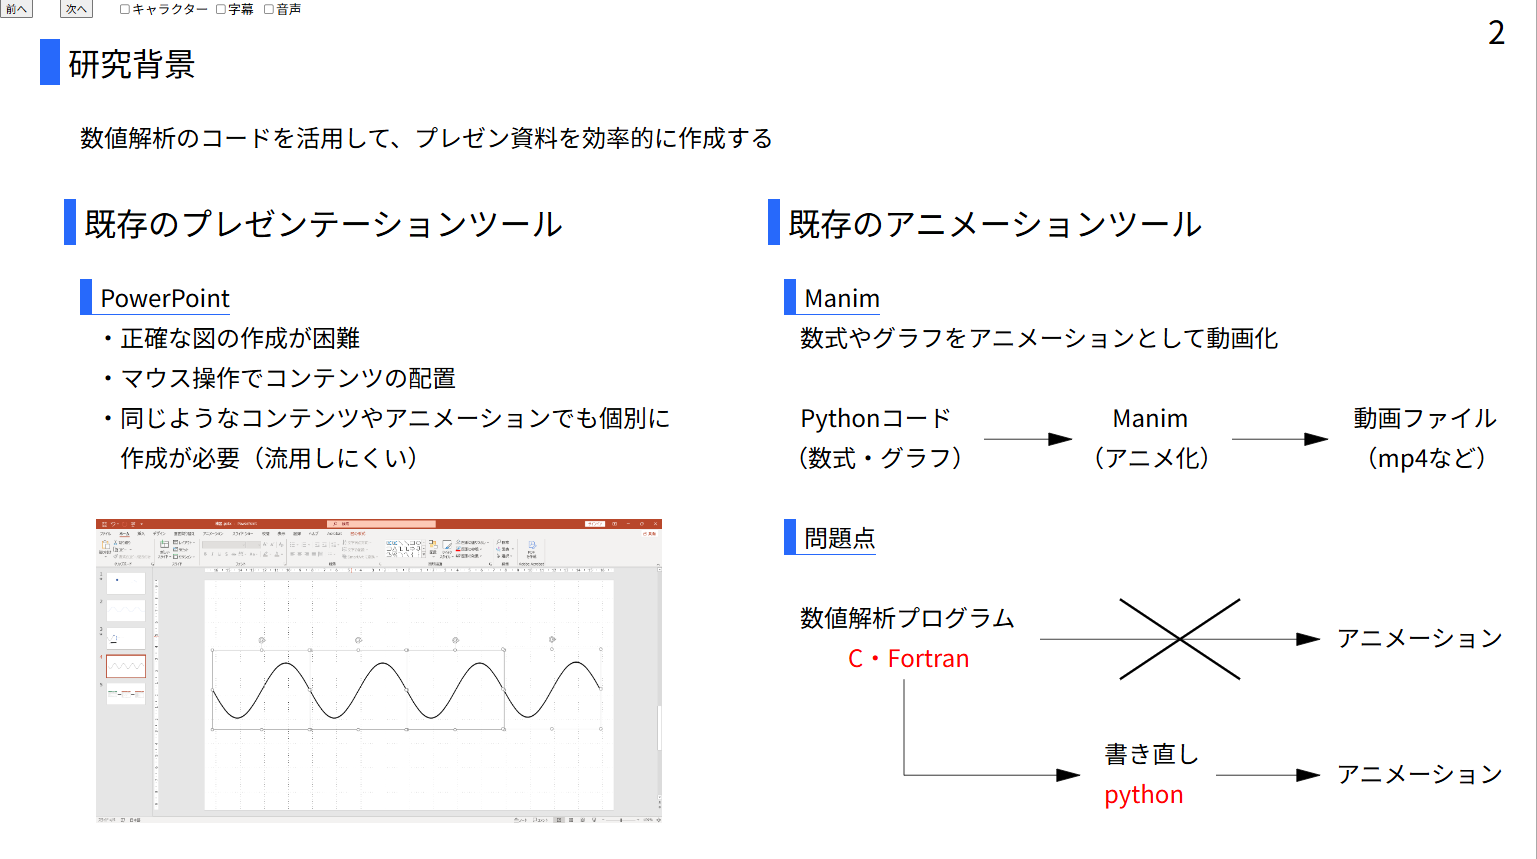 前へ 次へ キャラクター 字幕 音声
2
研究背景
数値解析のコードを活用して、プレゼン資料を効率的に作成する
既存のプレゼンテーションツール
PowerPoint
・正確な図の作成が困難
・マウス操作でコンテンツの配置
・同じようなコンテンツやアニメーションでも個別に
作成が必要（流用しにくい）
既存のアニメーションツール
Manim
数式やグラフをアニメーションとして動画化
Pythonコード
（数式・グラフ）
Manim
（アニメ化）
動画ファイル
（mp4など）
問題点
数値解析プログラム
C・Fortran
アニメーション
書き直し
python
アニメーション